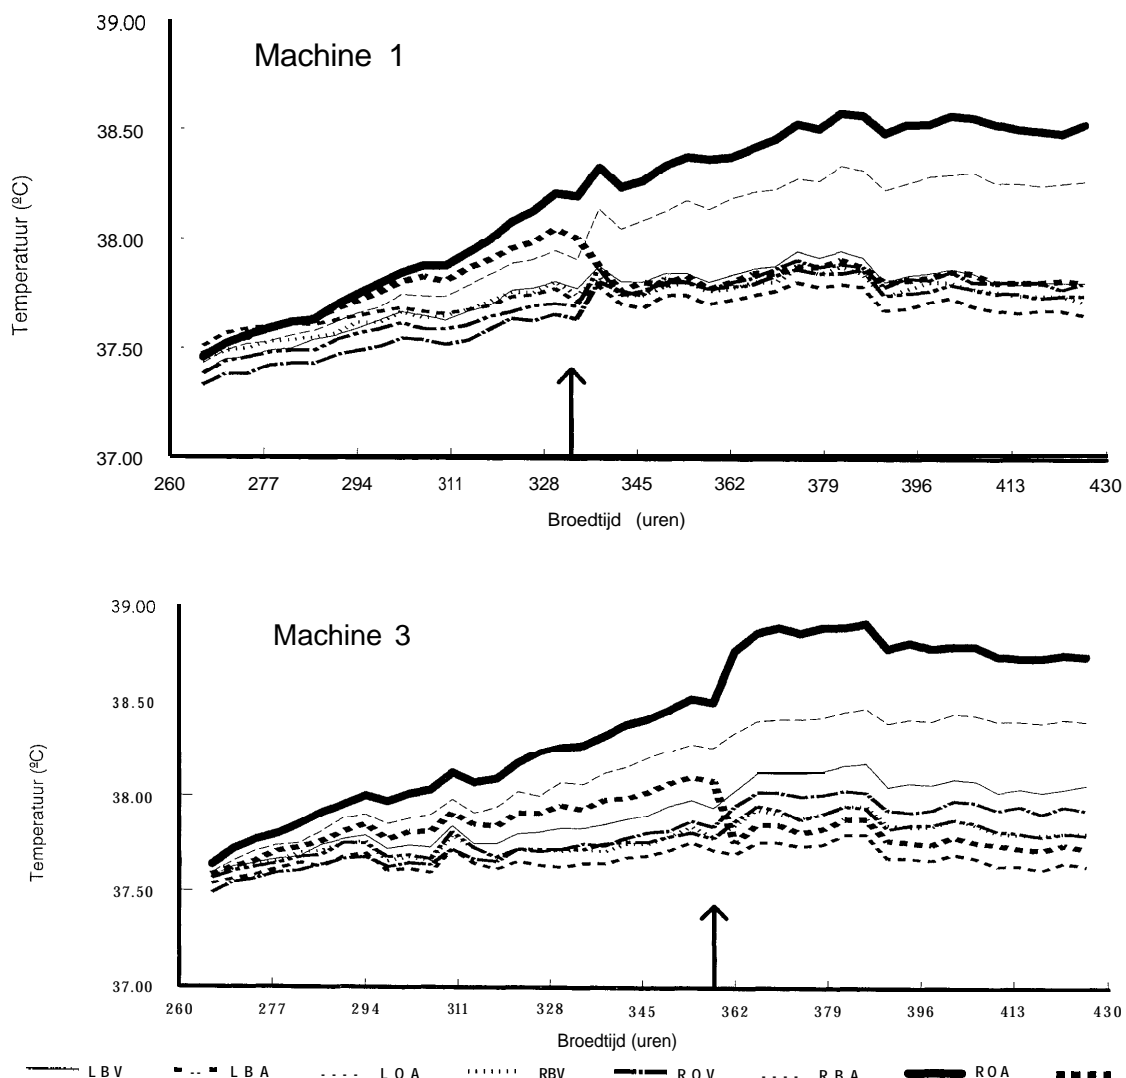 39.00
Machine 1
38.50
38.00
37.50
37.00
Temperatuur (ºC)
260 277 294 311 328 345 362 379 396 413 430
Broedtijd (uren)
39.00
Machine 3
38.50
38.00
37.50
37.00
Temperatuur (ºC)
260 277 294 311 328 345 362 379 396 413 430
Broedtijd (uren)
LBV LBA LOA RBV ROV RBA ROA